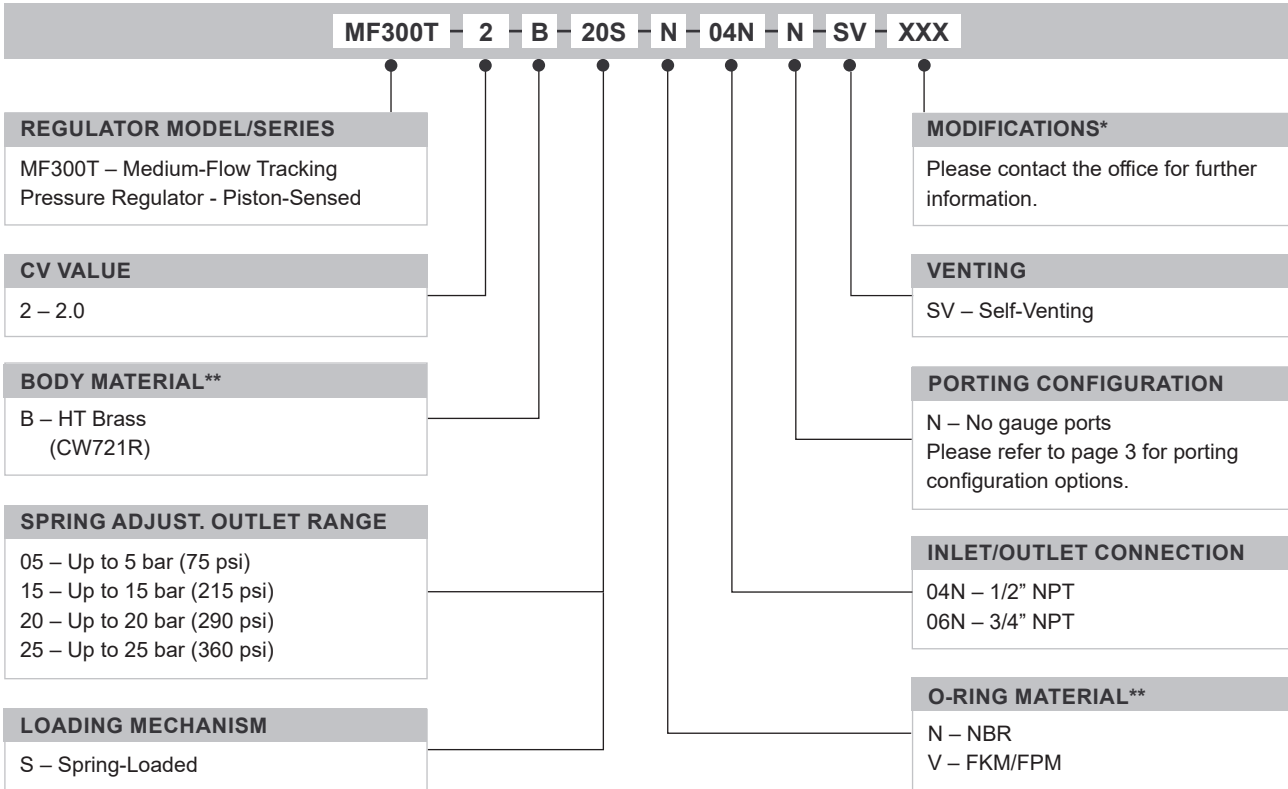 MF300T - 2 - B - 20S - N - 04N - N - SV - XXX
REGULATOR MODEL/SERIES
MF300T – Medium-Flow Tracking
Pressure Regulator - Piston-Sensed
CV VALUE
2 – 2.0
BODY MATERIAL**
B – HT Brass
(CW721R)
SPRING ADJUST. OUTLET RANGE
05 – Up to 5 bar (75 psi)
15 – Up to 15 bar (215 psi)
20 – Up to 20 bar (290 psi)
25 – Up to 25 bar (360 psi)
LOADING MECHANISM
S – Spring-Loaded
MODIFICATIONS*
Please contact the office for further
information.
VENTING
SV – Self-Venting
PORTING CONFIGURATION
N – No gauge ports
Please refer to page 3 for porting
configuration options.
INLET/OUTLET CONNECTION
04N – 1/2” NPT
06N – 3/4” NPT
O-RING MATERIAL**
N – NBR
V – FKM/FPM